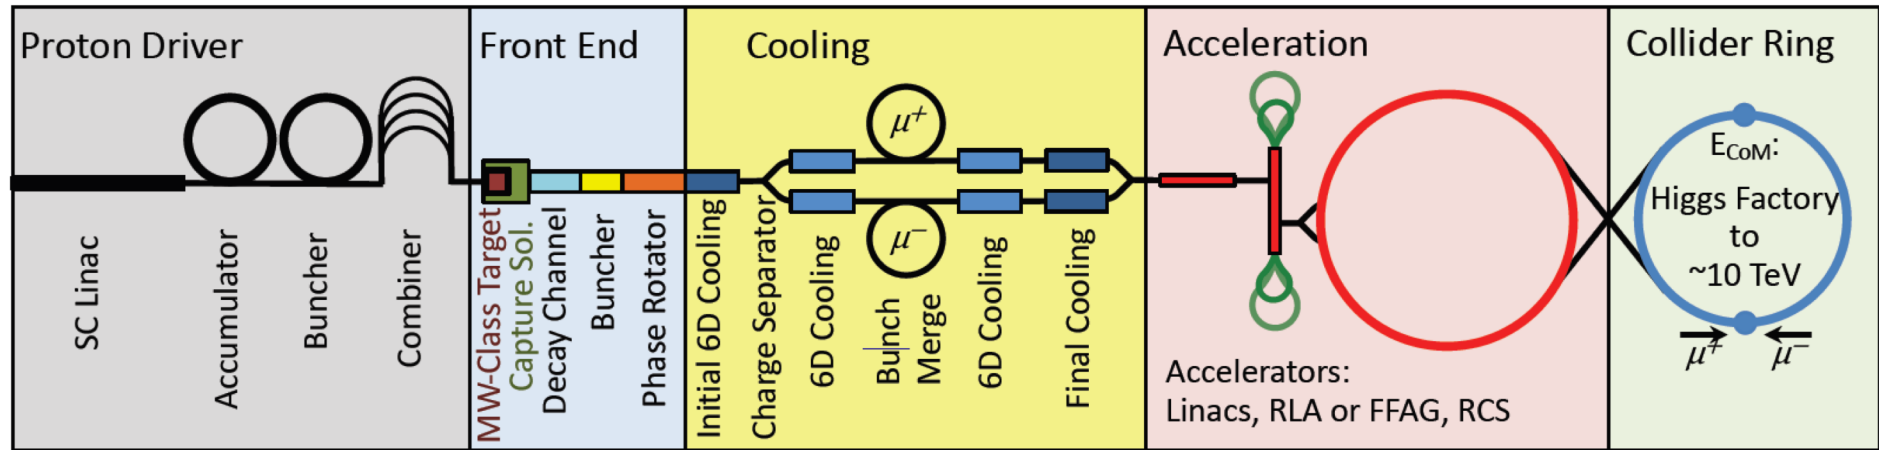 Proton Driver
Front End
Cooling
Acceleration
Collider Ring
SC Linac
Accumulator
Buncher
Combiner
MW-Class Target
Capture Sol.
Decay Channel
Buncher
Phase Rotator
Initial 6D Cooling
Charge Separator
6D Cooling
μ+
μ−
Bunch
Merge
6D Cooling
Final Cooling
Accelerators:
Linacs, RLA or FFAG, RCS
ECoM:
Higgs Factory
to
~10 TeV
μ+ μ−